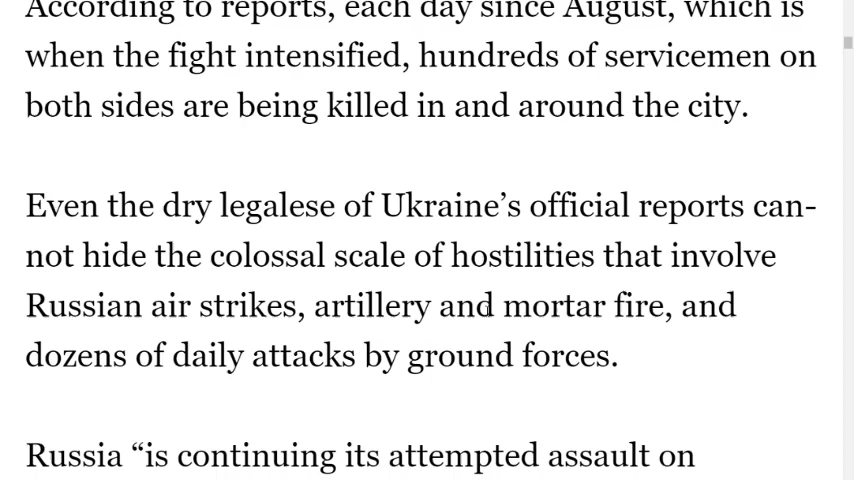 According to reports, each day since August, which is
when the fight intensified, hundreds of servicemen on
both sides are being killed in and around the city.
Even the dry legalese of Ukraine’s official reports can-
not hide the colossal scale of hostilities that involve
Russian air strikes, artillery and mortar fire, and
dozens of daily attacks by ground forces.
Russia “is continuing its attempted assault on